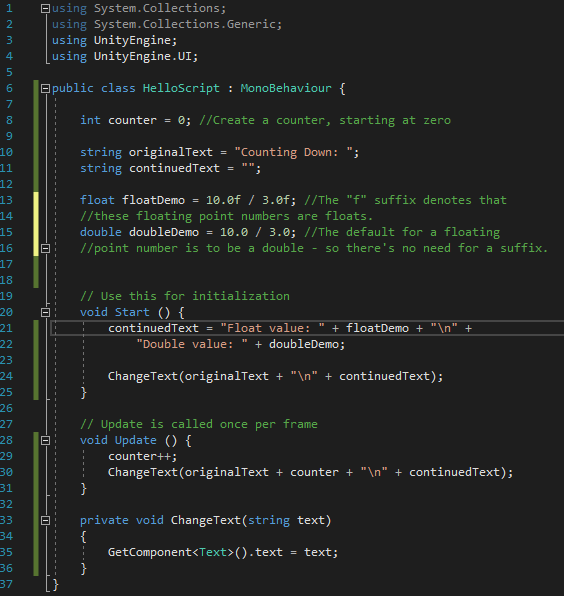 1 using System.Collections;
2 using System.Collections.Generic;
3 using UnityEngine;
4 using UnityEngine.UI;
5
6 public class HelloScript : MonoBehaviour {
7
8 int counter = 0; //Create a counter, starting at zero
9
10 string originalText = "Counting Down: ";
11 string continuedText = "";
12
13 float floatDemo = 10.0f / 3.0f; //The "f" suffix denotes that
14 //these floating point numbers are floats.
15 double doubleDemo = 10.0 / 3.0; //The default for a floating
16 //point number is to be a double - so there's no need for a suffix.
17
18
19 // Use this for initialization
20 void Start () {
21 continuedText = "Float value: " + floatDemo + "\n" +
22 "Double value: " + doubleDemo;
23
24 ChangeText(originalText + "\n" + continuedText);
25 }
26
27 // Update is called once per frame
28 void Update () {
29 counter++;
30 ChangeText(originalText + counter + "\n" + continuedText);
31 }
32
33 private void ChangeText(string text)
34 {
35 GetComponent<Text>().text = text;
36 }
37 }